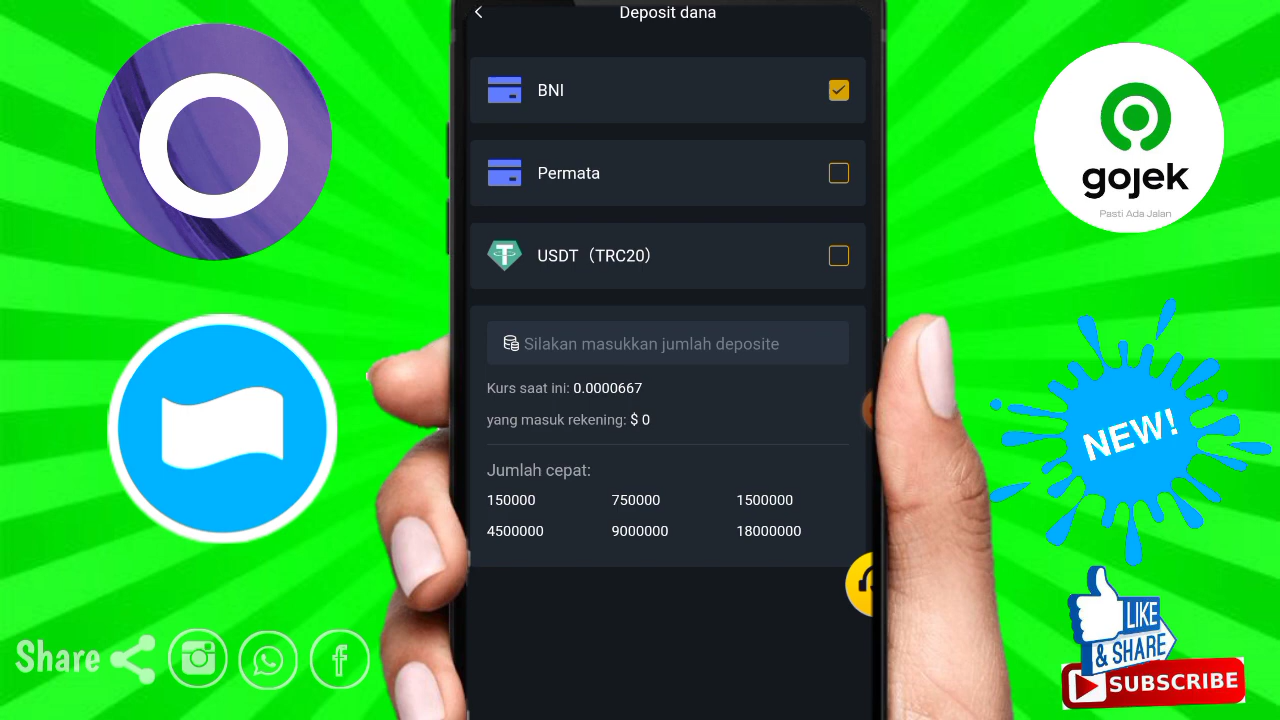 Deposit dana
BNI
Permata
USDT（TRC20）
Silakan masukkan jumlah deposite
Kurs saat ini: 0.0000667
yang masuk rekening: $ 0
Jumlah cepat:
150000 750000 1500000
4500000 9000000 18000000
gojek
Pasti Ada Jalan
NEW!
Share
LIKE
& SHARE
SUBSCRIBE